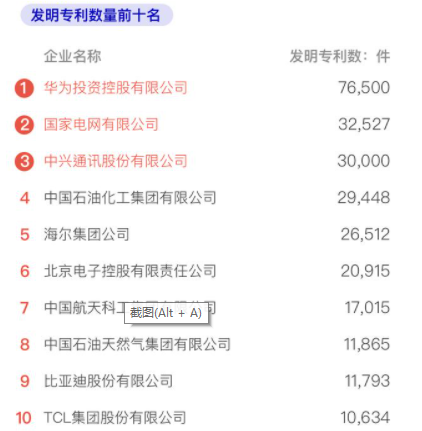 发明专利数量前十名
企业名称 发明专利数：件
1 华为投资控股有限公司 76,500
2 国家电网有限公司 32,527
3 中兴通讯股份有限公司 30,000
4 中国石油化工集团有限公司 29,448
5 海尔集团公司 26,512
6 北京电子控股有限责任公司 20,915
7 中国航天科工 司 17,015
截图(Alt + A)
8 中国石油天然气集团有限公司 11,865
9 比亚迪股份有限公司 11,793
10 TCL集团股份有限公司 10,634